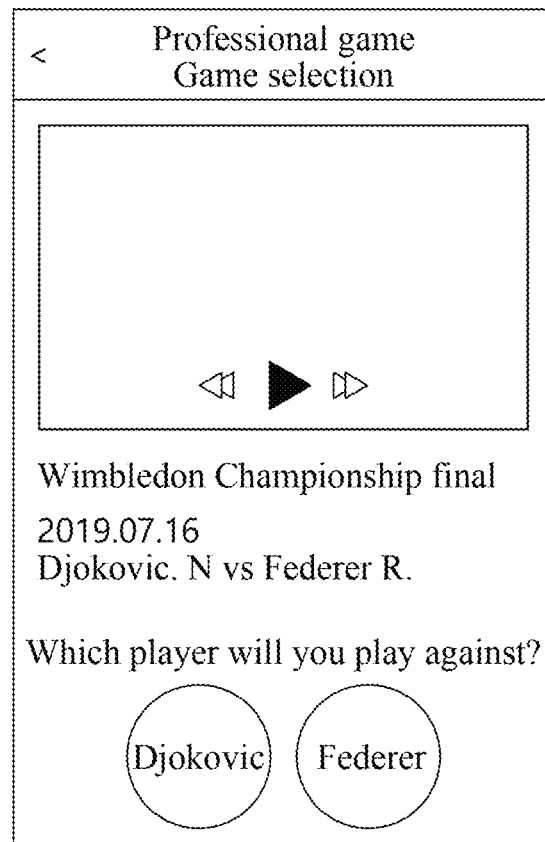 <
Professional game
Game selection
Wimbledon Championship final
2019.07.16
Djokovic. N vs Federer R.
Which player will you play against?
Djokovic
Federer